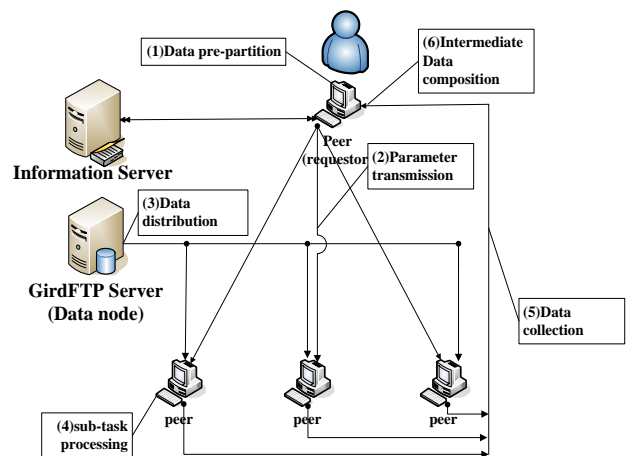 (1)Data pre-partition
(6)Intermediate
Data
composition
Peer
(requestor
(2)Parameter
transmission
Information Server
(3)Data
distribution
GirdFTP Server
(Data node)
(5)Data
collection
(4)sub-task
processing
peer
peer
peer